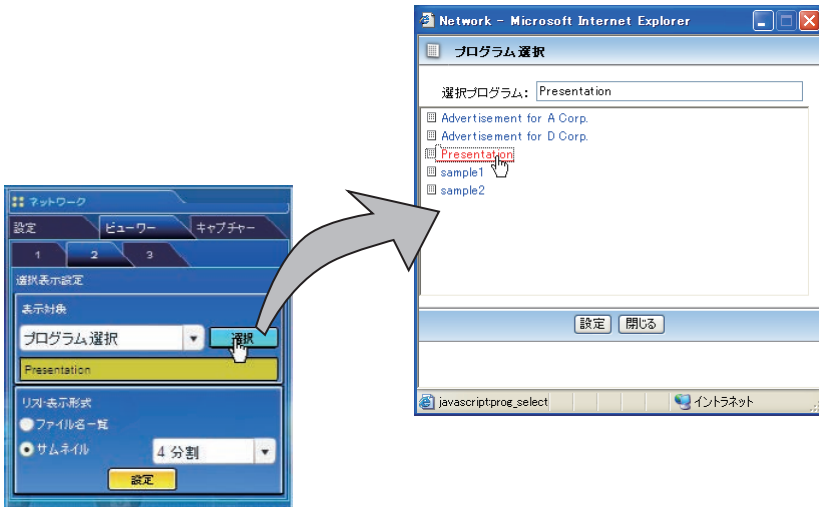 Network - Microsoft Internet Explorer
プログラム選択
選択プログラム: Presentation
Advertisement for A Corp.
Advertisement for D Corp.
Presentation
sample1
sample2
設定 閉じる
javascriptprog_select イントラネット
ネットワーク
設定 ビューワー キャプチャー
1 2 3
選択表示設定
表示対象
プログラム選択 選択
Presentation
リスト表示形式
ファイル名一覧
サムネイル 4 分割
設定